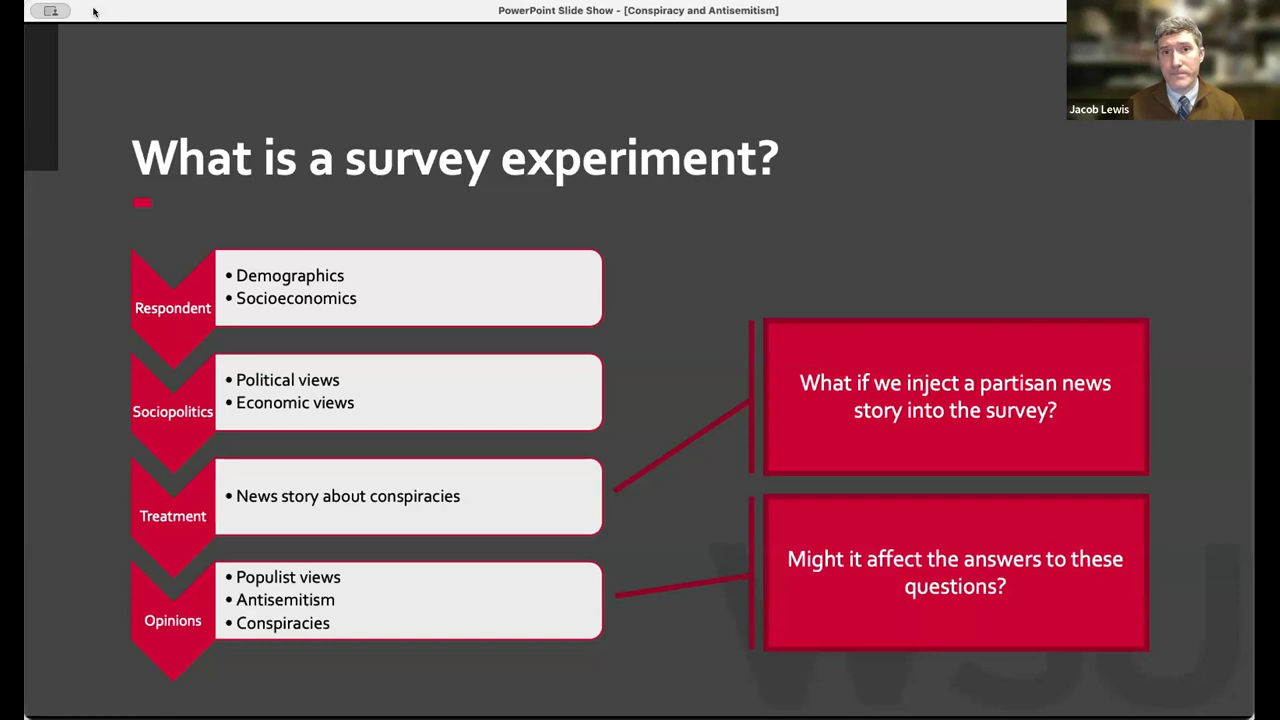 PowerPoint Slide Show - [Conspiracy and Antisemitism]
Jacob Lewis
What is a survey experiment?
Respondent
• Demographics
• Socioeconomics
Sociopolitics
• Political views
• Economic views
Treatment
• News story about conspiracies
Opinions
• Populist views
• Antisemitism
• Conspiracies
What if we inject a partisan news
story into the survey?
Might it affect the answers to these
questions?
WSU